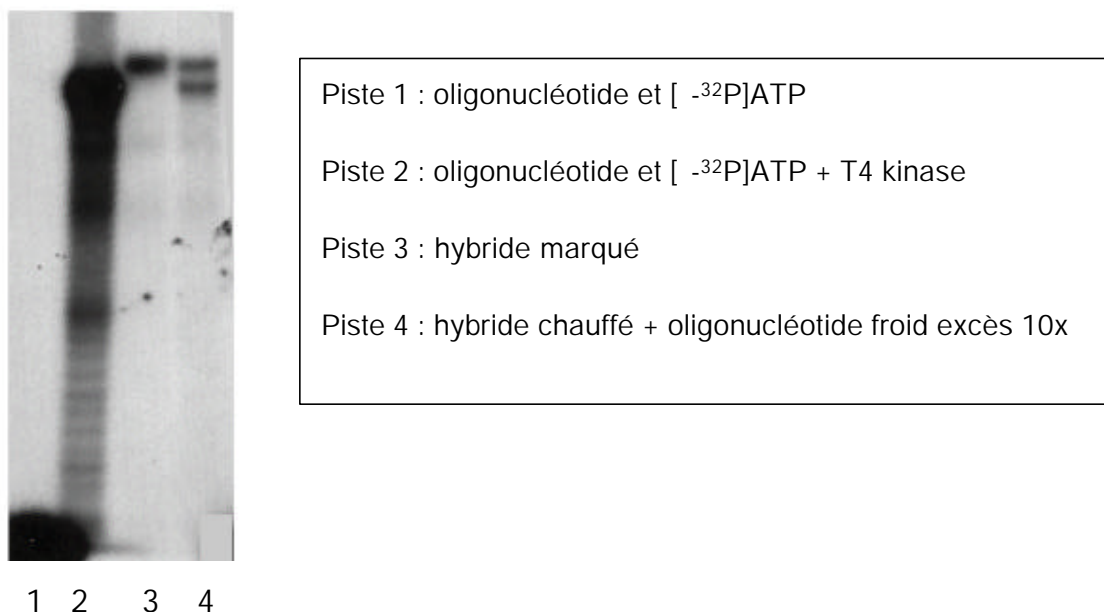 Piste 1 : oligonucléotide et [ -³²P]ATP
Piste 2 : oligonucléotide et [ -³²P]ATP + T4 kinase
Piste 3 : hybride marqué
Piste 4 : hybride chauffé + oligonucléotide froid excès 10x
1 2 3 4